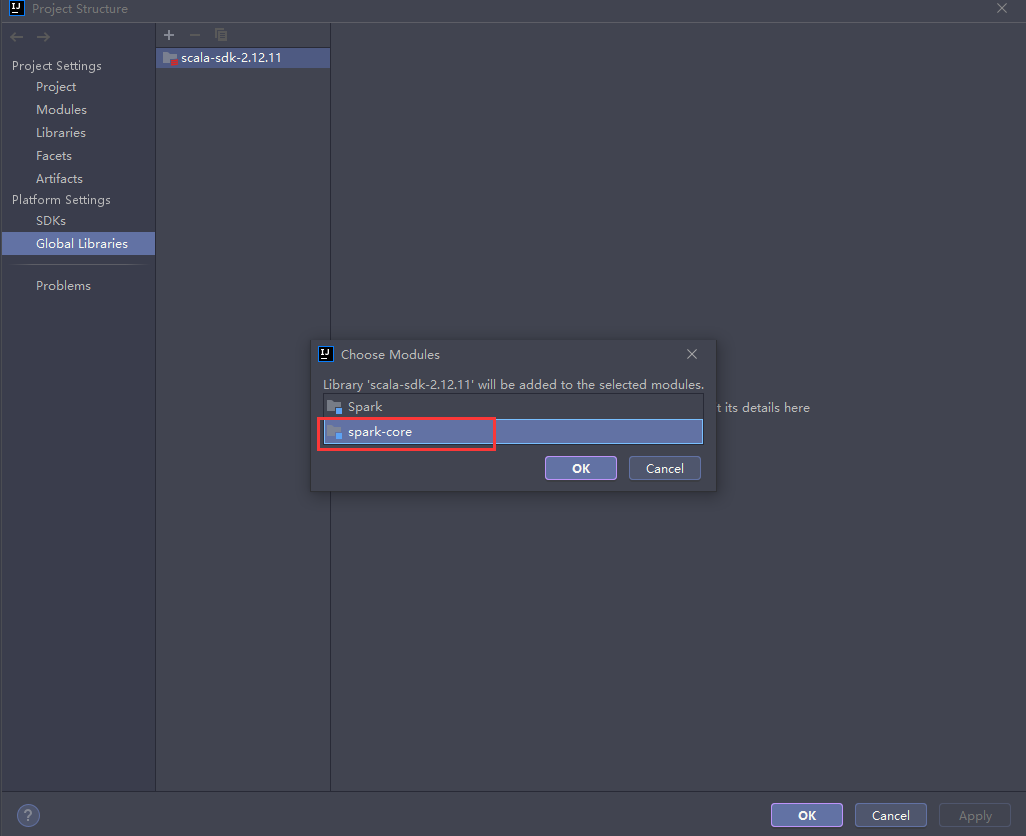 Project Structure
Project Settings
Project
Modules
Libraries
Facets
Artifacts
Platform Settings
SDKs
Global Libraries
Problems
scala-sdk-2.12.11
IJ
Choose Modules
Library 'scala-sdk-2.12.11' will be added to the selected modules.
Spark
spark-core
OK
Cancel
t its details here
?
OK
Cancel
Apply